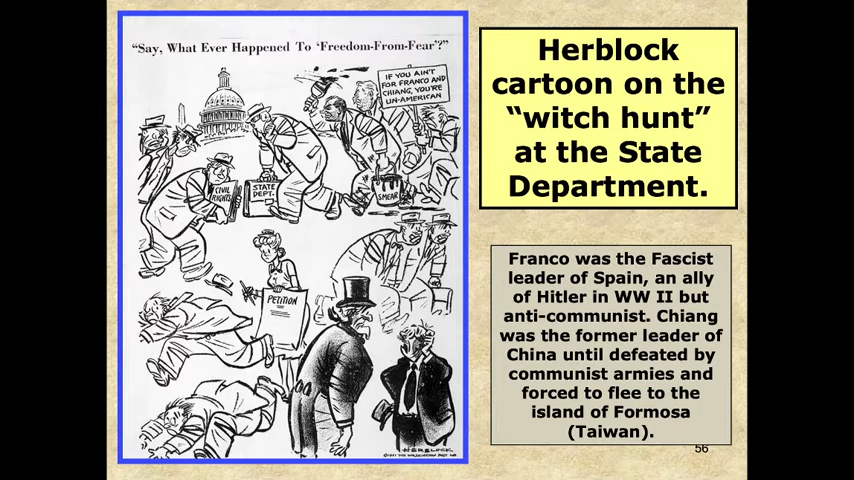 "Say, What Ever Happened To 'Freedom-From-Fear'?"
IF YOU AIN'T
FOR FRANCO AND
CHIANG, YOU'RE
UN-AMERICAN
CIVIL
RIGHTS
STATE
DEPT.
SMEAR
PETITION
HERBLOCK
Herblock
cartoon on the
“witch hunt”
at the State
Department.
Franco was the Fascist
leader of Spain, an ally
of Hitler in WW II but
anti-communist. Chiang
was the former leader of
China until defeated by
communist armies and
forced to flee to the
island of Formosa
(Taiwan).
56